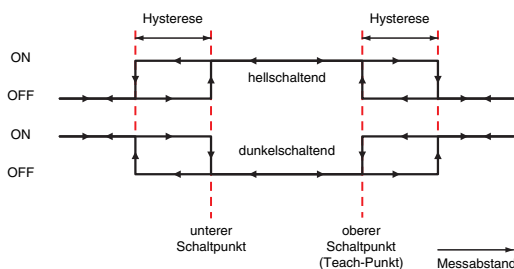 Hysterese
Hysterese
ON
hellschaltend
OFF
ON
dunkelschaltend
OFF
unterer
Schaltpunkt
oberer
Schaltpunkt
(Teach-Punkt)
Messabstand